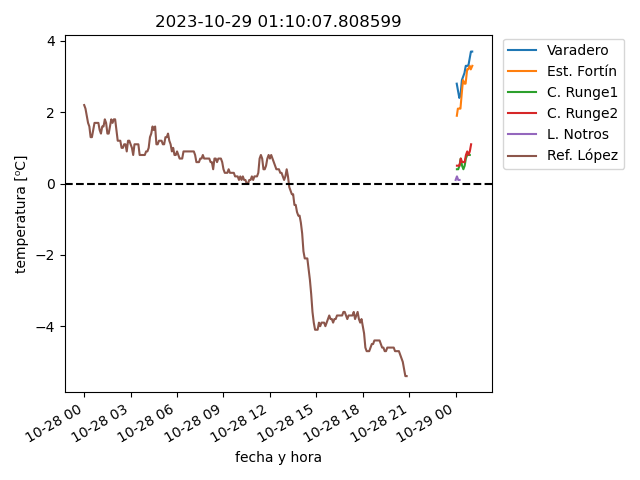 2023-10-29 01:10:07.808599
temperatura [°C]
4
2
0
−2
−4
10-28 00
10-28 03
10-28 06
10-28 09
10-28 12
10-28 15
10-28 18
10-28 21
10-29 00
fecha y hora
Varadero
Est. Fortín
C. Runge1
C. Runge2
L. Notros
Ref. López